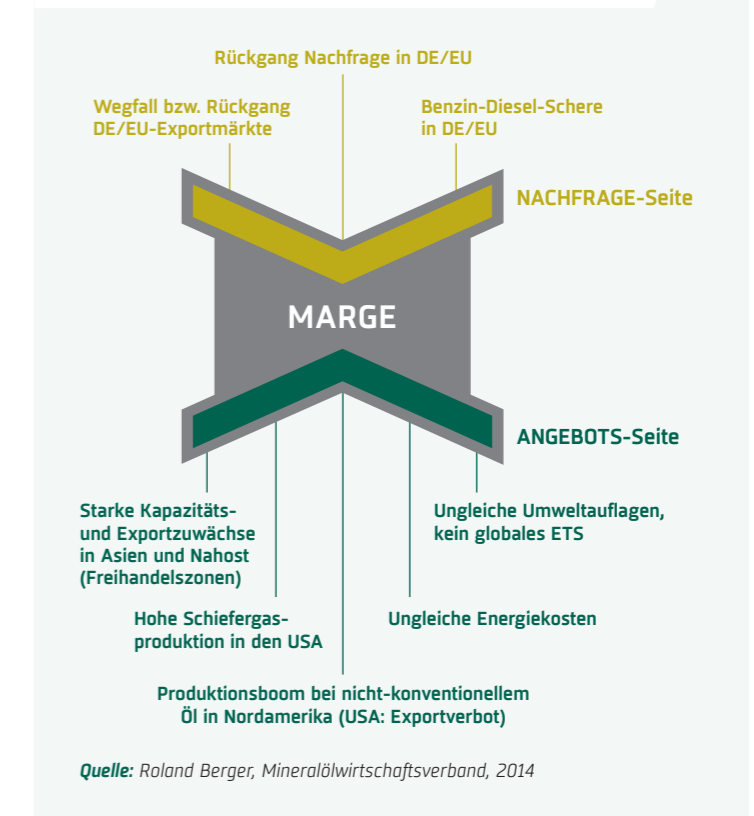 Rückgang Nachfrage in DE/EU
Wegfall bzw. Rückgang
DE/EU-Exportmärkte
Benzin-Diesel-Schere
in DE/EU
NACHFRAGE-Seite
MARGE
ANGEBOTS-Seite
Starke Kapazitäts-
und Exportzuwächse
in Asien und Nahost
(Freihandelszonen)
Ungleiche Umweltauflagen,
kein globales ETS
Hohe Schiefergas-
produktion in den USA
Ungleiche Energiekosten
Produktionsboom bei nicht-konventionellem
Öl in Nordamerika (USA: Exportverbot)
Quelle: Roland Berger, Mineralölwirtschaftsverband, 2014